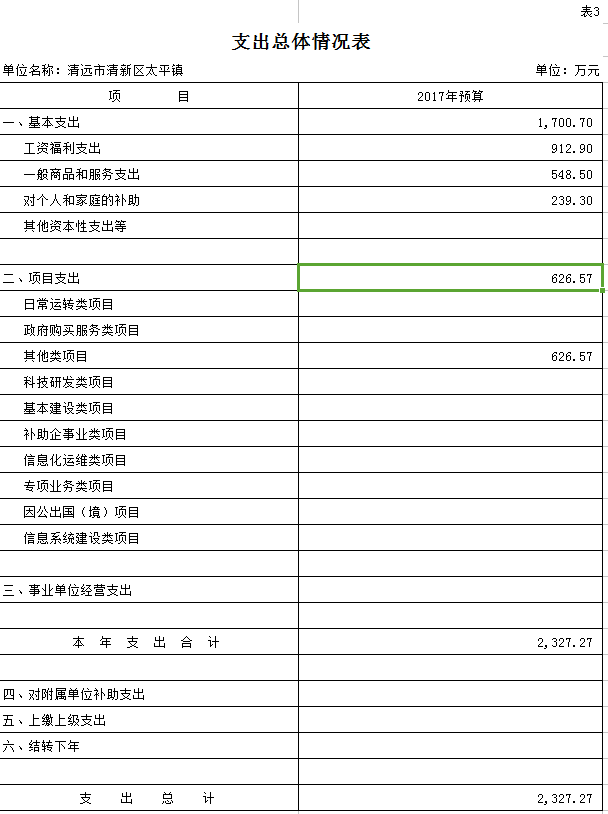 表3
支出总体情况表
单位名称：清远市清新区太平镇 单位：万元
项 目 2017年预算
一、基本支出 1,700.70
工资福利支出 912.90
一般商品和服务支出 548.50
对个人和家庭的补助 239.30
其他资本性支出等
二、项目支出 626.57
日常运转类项目
政府购买服务类项目
其他类项目 626.57
科技研发类项目
基本建设类项目
补助企事业类项目
信息化运维类项目
专项业务类项目
因公出国（境）项目
信息系统建设类项目
三、事业单位经营支出
本 年 支 出 合 计 2,327.27
四、对附属单位补助支出
五、上缴上级支出
六、结转下年
支 出 总 计 2,327.27